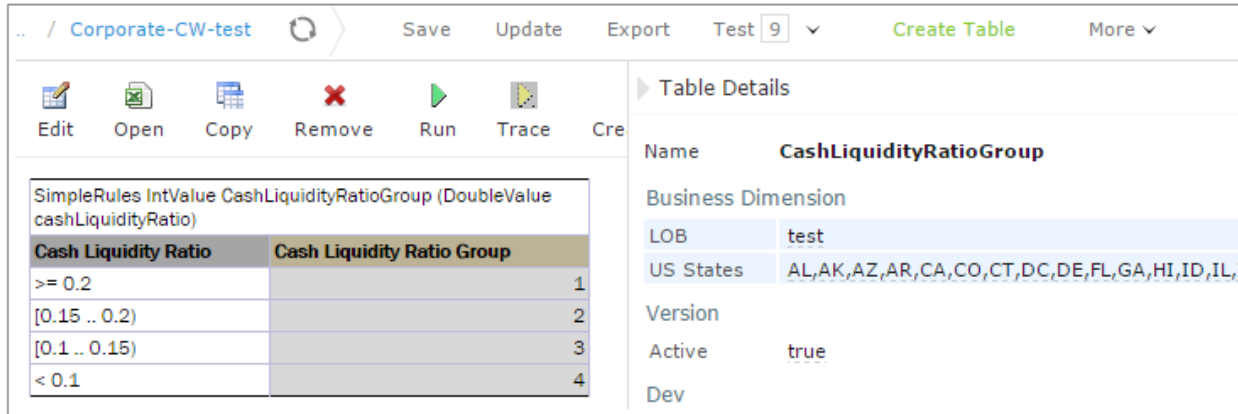 .. / Corporate-CW-test Save Update Export Test 9 Create Table More
Edit Open Copy Remove Run Trace Cre
SimpleRules IntValue CashLiquidityRatioGroup (DoubleValue
cashLiquidityRatio)
Cash Liquidity Ratio Cash Liquidity Ratio Group
>= 0.2 1
[0.15 .. 0.2) 2
[0.1 .. 0.15) 3
< 0.1 4
Table Details
Name CashLiquidityRatioGroup
Business Dimension
LOB test
US States AL,AK,AZ,AR,CA,CO,CT,DC,DE,FL,GA,HI,ID,IL,
Version
Active true
Dev